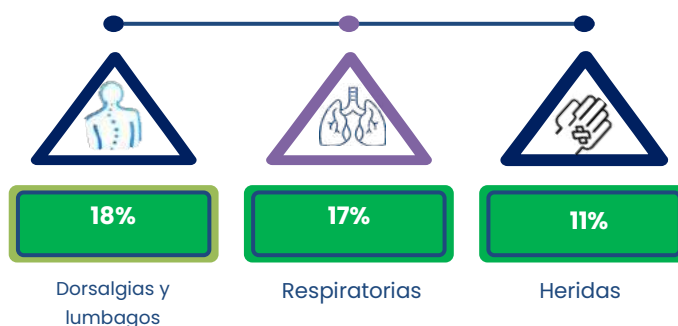 18%
17%
11%
Dorsalgias y
lumbagos
Respiratorias
Heridas